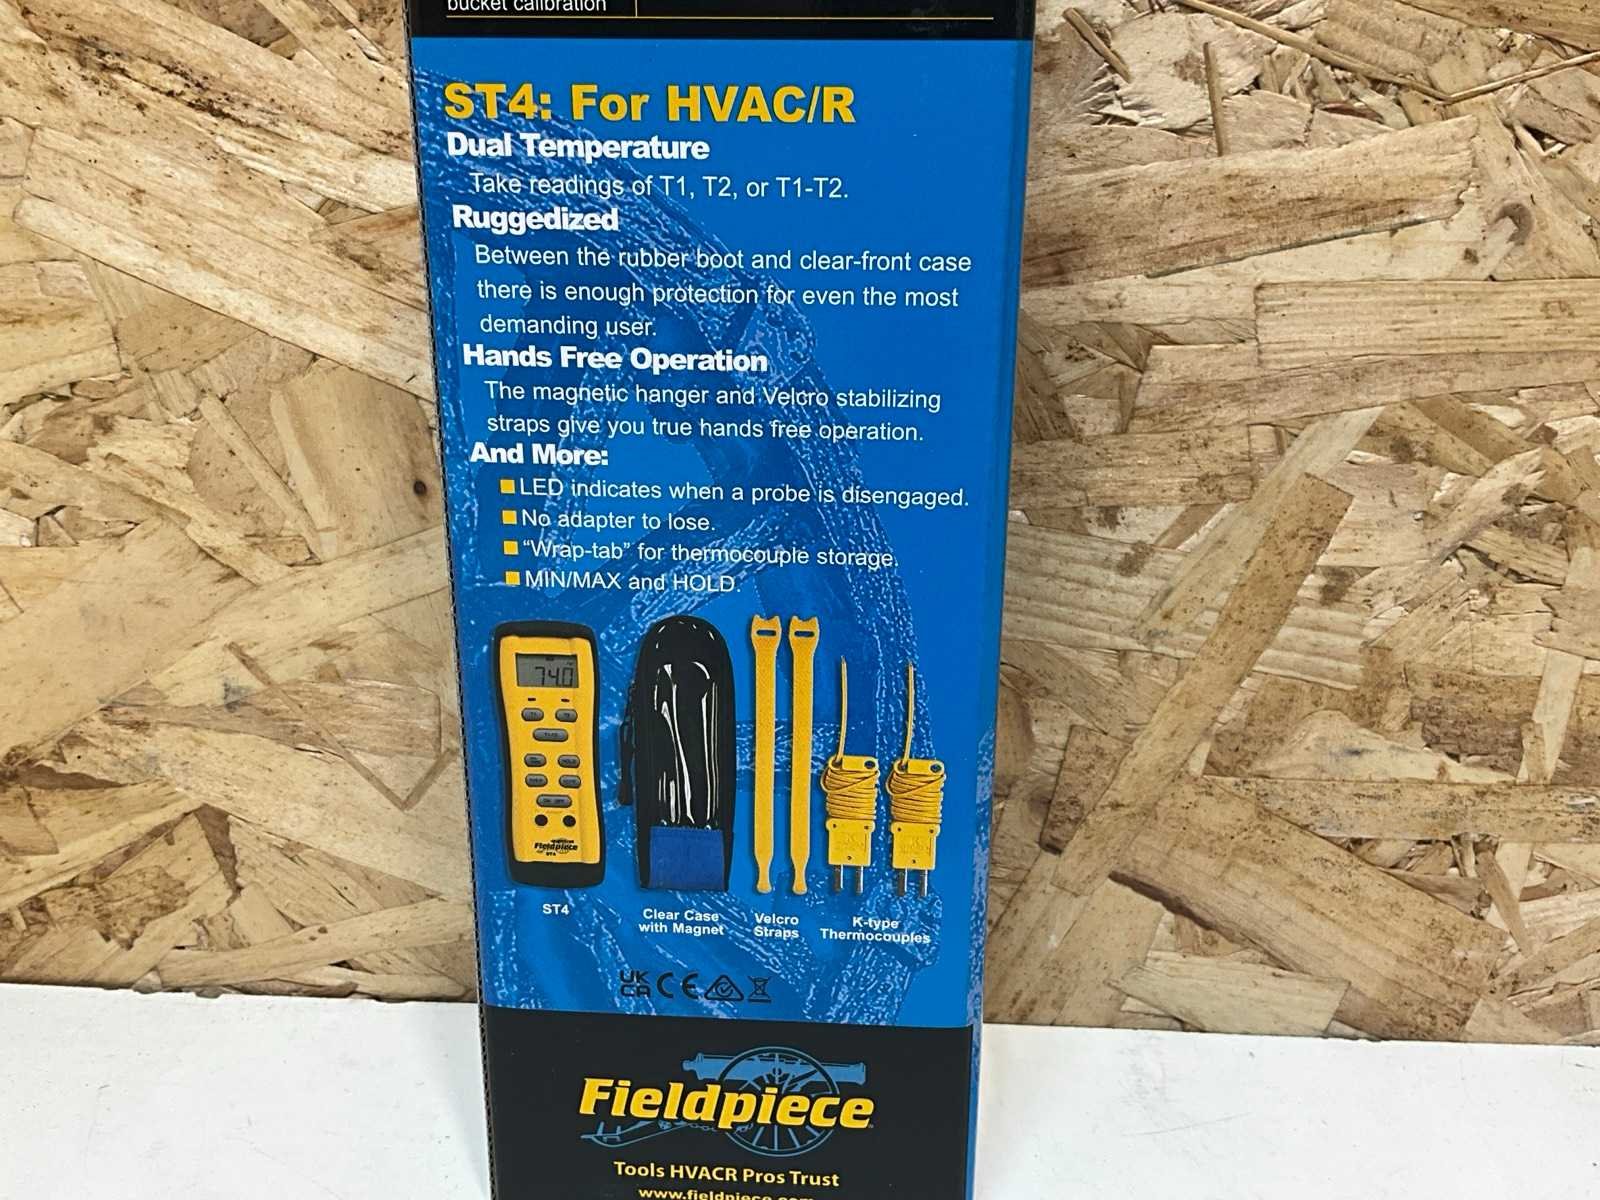 bucket calibration
ST4: For HVAC/R
Dual Temperature
Take readings of T1, T2, or T1-T2.
Ruggedized
Between the rubber boot and clear-front case
there is enough protection for even the most
demanding user.
Hands Free Operation
The magnetic hanger and Velcro stabilizing
straps give you true hands free operation.
And More:
LED indicates when a probe is disengaged.
No adapter to lose.
"Wrap-tab" for thermocouple storage.
MIN/MAX and HOLD.
74.0
HOLD
Fieldpiece
ST4
ST4
Clear Case
with Magnet
Velcro
Straps
K-type
Thermocouples
UK
CA CE
Fieldpiece
Tools HVACR Pros Trust
www.fieldpiece.com